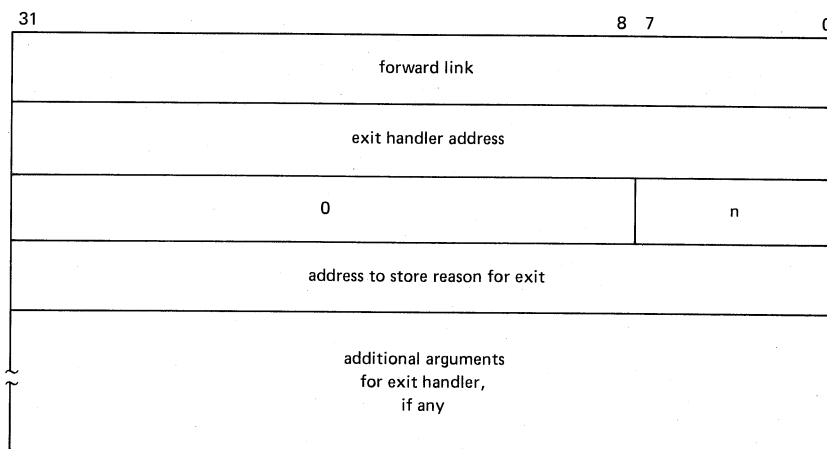 31 8 7 0
forward link
exit handler address
0 n
address to store reason for exit
additional arguments
for exit handler,
if any